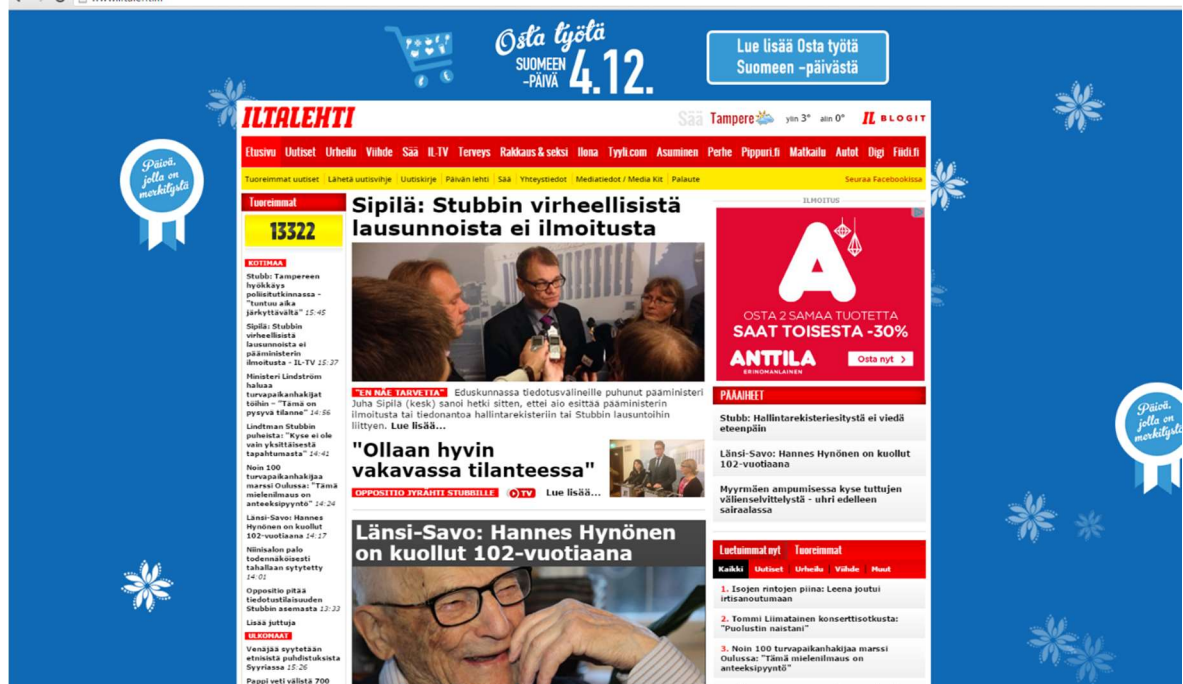 Osta työtä
SUOMEEN
-PÄIVÄ 4.12.
Lue lisää Osta työtä
Suomeen -päivästä
ILTALEHTI
Sää Tampere ylin 3° alin 0° IL BLOGIT
Etusivu Uutiset Urheilu Viihde Sää IL-TV Terveys Rakkaus & seksi Ilona Tyyli.com Asuminen Perhe Pippuri.fi Matkailu Autot Digi Fiidi.fi
Tuoreimmat uutiset Lähetä uutisvihje Uutiskirje Päivän lehti Sää Yhteystiedot Mediatiedot / Media Kit Palaute Seuraa Facebookissa
Päivä,
jolla on
merkitystä
Tuoreimmat
13322
KOTIMAA
Stubb: Tampereen
hyökkäys
poliisitutkinnassa –
"tuntuu aika
järkyttävältä" 15:45
Sipilä: Stubbin
virheellisistä
lausunnoista ei
pääministerin
ilmoitusta - IL-TV 15:37
Ministeri Lindström
haluaa
turvapaikanhakijat
töihin – "Tämä on
pysyvä tilanne" 14:56
Lindtman Stubbin
puheista: "Kyse ei ole
vain yksittäisestä
tapahtumasta" 14:41
Noin 100
turvapaikanhakijaa
marssi Oulussa: "Tämä
mielenilmaus on
anteeksipyyntö" 14:24
Länsi-Savo: Hannes
Hynönen on kuollut
102-vuotiaana 14:17
Niinisalon palo
todennäköisesti
tahallaan sytytetty
14:01
Oppositio pitää
tiedotustilaisuuden
Stubbin asemasta 13:33
Lisää juttuja
ULKOMAAT
Venäjää syytetään
etnisistä puhdistuksista
Syyriassa 15:26
Pappi veti välistä 700
Sipilä: Stubbin virheellisistä
lausunnoista ei ilmoitusta
"EN NÄE TARVETTA" Eduskunnassa tiedotusvälineille puhunut pääministeri
Juha Sipilä (kesk) sanoi hetki sitten, ettei aio esittää pääministerin
ilmoitusta tai tiedonantoa hallintarekisteriin tai Stubbin lausuntoihin
liittyen. Lue lisää...
"Ollaan hyvin
vakavassa tilanteessa"
OPPOSITIO JYRÄHTI STUBBILLE TV Lue lisää...
Länsi-Savo: Hannes Hynönen
on kuollut 102-vuotiaana
ILMOITUS
A
OSTA 2 SAMAA TUOTETTA
SAAT TOISESTA -30%
ANTTILA
ERINOMAINEN
Osta nyt
PÄÄAIHEET
Stubb: Hallintarekisteriesitystä ei viedä
eteenpäin
Länsi-Savo: Hannes Hynönen on kuollut
102-vuotiaana
Myyrmäen ampumisessa kyse tuttujen
välienselvittelystä - uhri edelleen
sairaalassa
Luetuimmat nyt Tuoreimmat
Kaikki Uutiset Urheilu Viihde Muut
1. Isojen rintojen piina: Leena joutui
irtisanoutumaan
2. Tommi Liimatainen konserttisotkusta:
"Puolustin naistani"
3. Noin 100 turvapaikanhakijaa marssi
Oulussa: "Tämä mielenilmaus on
anteeksipyyntö"
Päivä,
jolla on
merkitystä